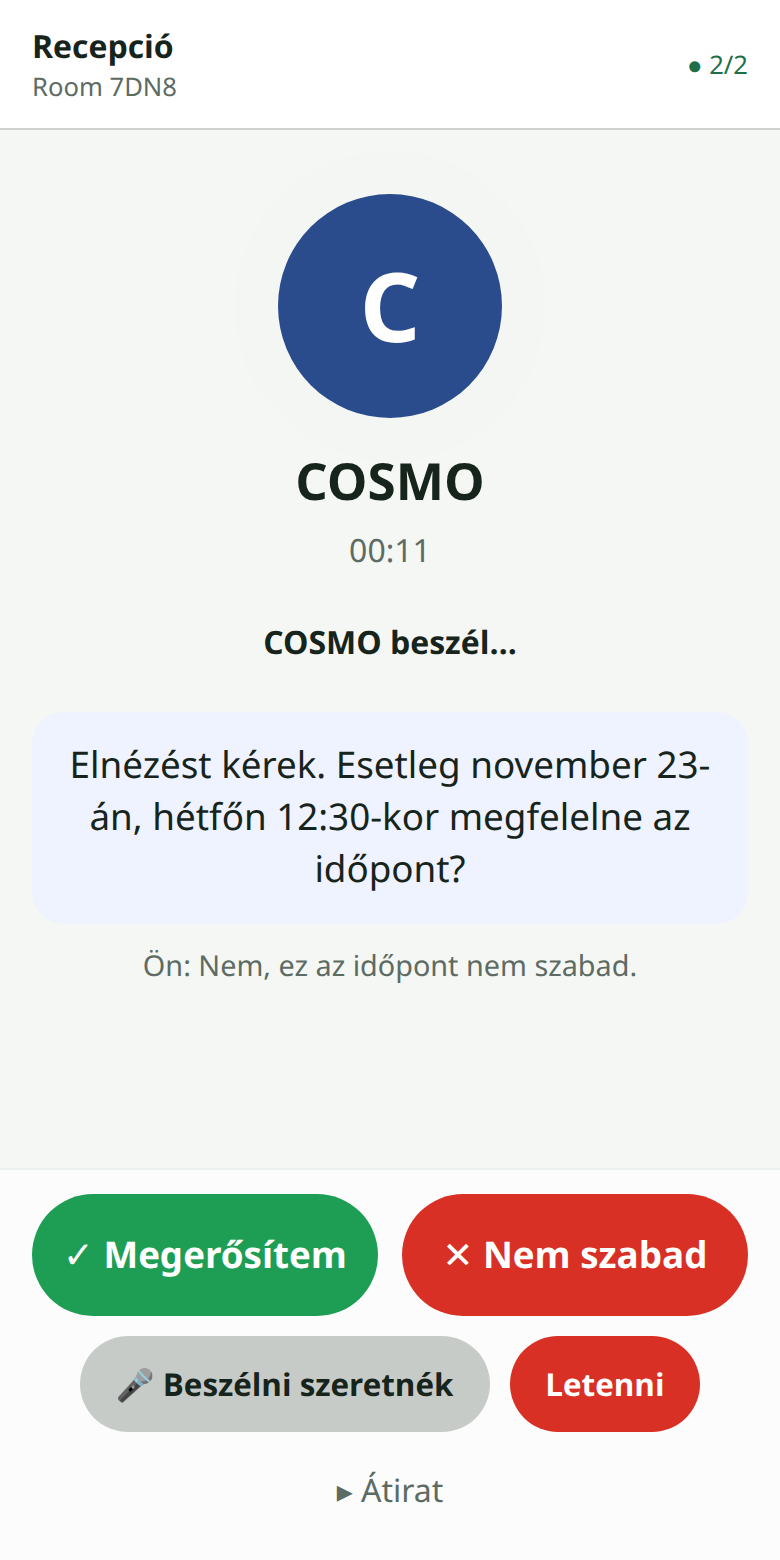 Recepció
Room 7DN8
● 2/2
C
COSMO
00:11
COSMO beszél...
Elnézést kérek. Esetleg november 23-
án, hétfőn 12:30-kor megfelelne az
időpont?
Ön: Nem, ez az időpont nem szabad.
✓ Megerősítem
✕ Nem szabad
🎤 Beszélni szeretnék
Letenni
▸ Átirat